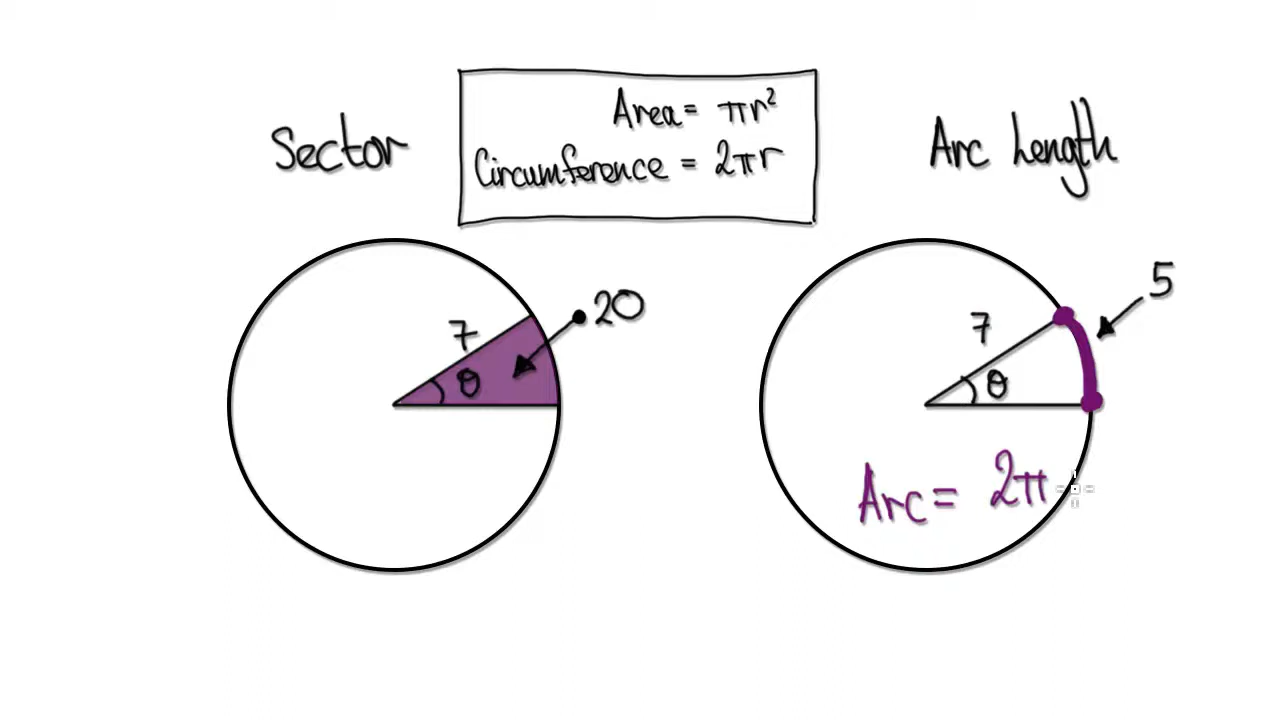 Sector
Area = πr²
Circumference = 2πr
Arc Length
7
θ
20
7
θ
5
Arc = 2π